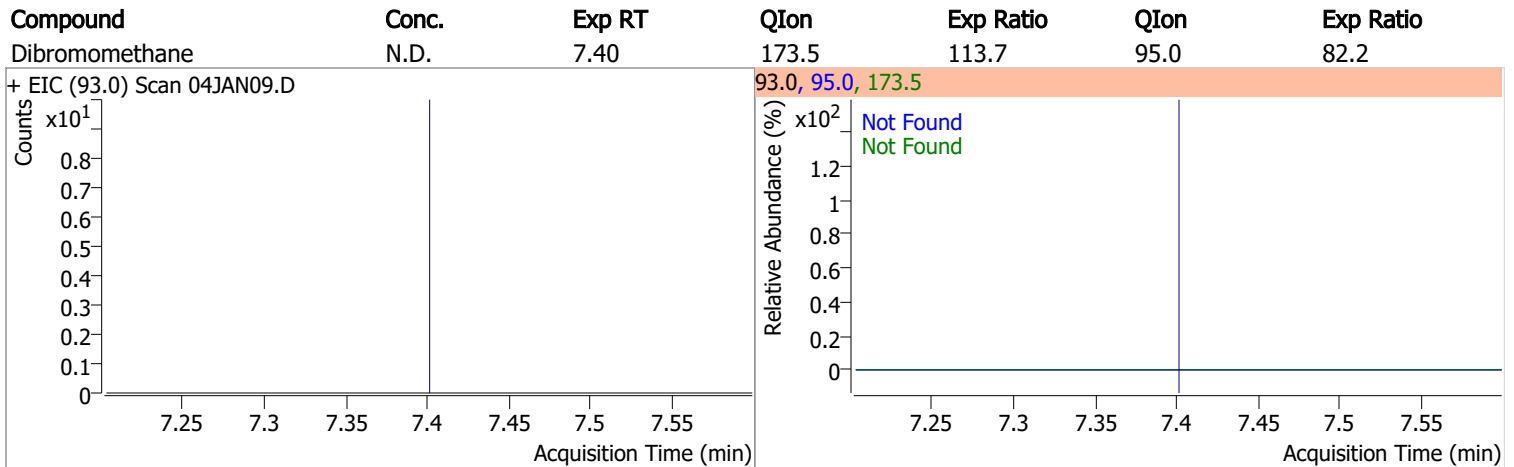 Compound Conc. Exp RT QIon Exp Ratio QIon Exp Ratio
Dibromomethane N.D. 7.40 173.5 113.7 95.0 82.2
+ EIC (93.0) Scan 04JAN09.D
Counts
x10¹
0.8
0.7
0.6
0.5
0.4
0.3
0.2
0.1
0
7.25 7.3 7.35 7.4 7.45 7.5 7.55
Acquisition Time (min)
93.0, 95.0, 173.5
Relative Abundance (%)
x10²
Not Found
Not Found
1.2
1
0.8
0.6
0.4
0.2
0
7.25 7.3 7.35 7.4 7.45 7.5 7.55
Acquisition Time (min)